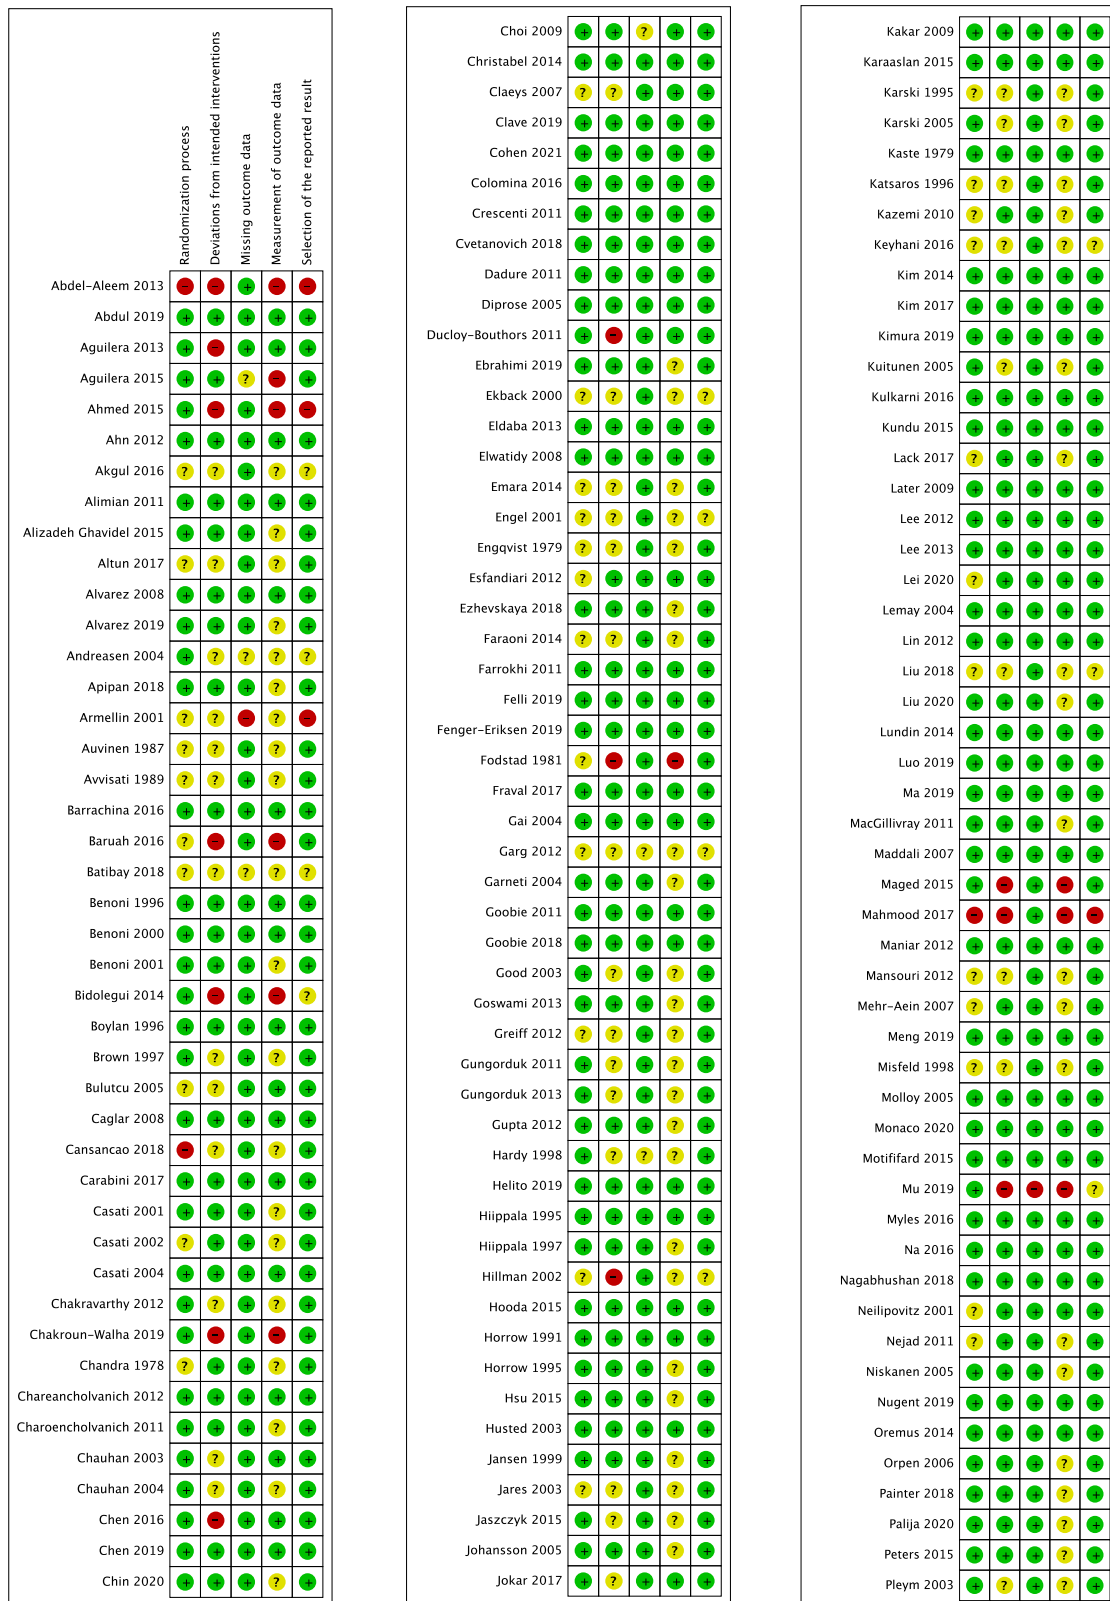 Randomization process
Deviations from intended interventions
Missing outcome data
Measurement of outcome data
Selection of the reported result
Abdel-Aleem 2013 - - + - -
Abdul 2019 + + + + +
Aguilera 2013 + - + + +
Aguilera 2015 + + ? - +
Ahmed 2015 + - + - -
Ahn 2012 + + + + +
Akgul 2016 ? ? + ? ?
Alimian 2011 + + + + +
Alizadeh Ghavidel 2015 + + + ? +
Altun 2017 ? ? + ? +
Alvarez 2008 + + + + +
Alvarez 2019 + + + ? +
Andreasen 2004 + ? ? ? ?
Apipan 2018 + + + ? +
Armellin 2001 ? ? - ? -
Auvinen 1987 ? ? + ? +
Avvisati 1989 ? ? + ? +
Barrachina 2016 + + + + +
Baruah 2016 ? - + - +
Batibay 2018 ? ? ? ? ?
Benoni 1996 + + + + +
Benoni 2000 + + + + +
Benoni 2001 + + + ? +
Bidolegui 2014 + - + - ?
Boylan 1996 + + + + +
Brown 1997 + ? + ? +
Bulutcu 2005 ? ? + + +
Caglar 2008 + + + + +
Cansancao 2018 - ? + ? +
Carabini 2017 + + + + +
Casati 2001 + + + ? +
Casati 2002 ? + + ? +
Casati 2004 + + + + +
Chakravarthy 2012 + ? + ? +
Chakroun-Walha 2019 + - + - +
Chandra 1978 ? + + ? +
Chareancholvanich 2012 + + + + +
Charoencholvanich 2011 + + + ? +
Chauhan 2003 + ? + + +
Chauhan 2004 + ? + ? +
Chen 2016 + - + + +
Chen 2019 + + + + +
Chin 2020 + + + ? +
Choi 2009 + + ? + +
Christabel 2014 + + + + +
Claeys 2007 ? ? + + +
Clave 2019 + + + + +
Cohen 2021 + + + + +
Colomina 2016 + + + + +
Crescenti 2011 + + + + +
Cvetanovich 2018 + + + + +
Dadure 2011 + + + + +
Diprose 2005 + + + + +
Ducloy-Bouthors 2011 + - + + +
Ebrahimi 2019 + + + ? +
Ekback 2000 ? ? + ? ?
Eldaba 2013 + + + + +
Elwatidy 2008 + + + + +
Emara 2014 ? ? + ? +
Engel 2001 ? ? + ? ?
Engqvist 1979 ? ? + ? +
Esfandiari 2012 ? + + + +
Ezhevskaya 2018 + + + ? +
Faraoni 2014 ? ? + ? +
Farrokhi 2011 + + + + +
Felli 2019 + + + + +
Fenger-Eriksen 2019 + + + + +
Fodstad 1981 ? - + - +
Fraval 2017 + + + + +
Gai 2004 + + + + +
Garg 2012 ? ? ? ? ?
Garneti 2004 + + + ? +
Goobie 2011 + + + + +
Goobie 2018 + + + + +
Good 2003 + ? + ? +
Goswami 2013 + + + ? +
Greiff 2012 ? ? + ? +
Gungorduk 2011 + ? + ? +
Gungorduk 2013 + ? + ? +
Gupta 2012 + + + ? +
Hardy 1998 + ? ? ? +
Helito 2019 + + + + +
Hiippala 1995 + + + + +
Hiippala 1997 + + + ? +
Hillman 2002 ? - + ? ?
Hooda 2015 + + + + +
Horrow 1991 + + + + +
Horrow 1995 + + + ? +
Hsu 2015 + + + ? +
Husted 2003 + + + + +
Jansen 1999 + + + ? +
Jares 2003 ? ? + ? +
Jaszczyk 2015 + ? + ? +
Johansson 2005 + + + ? +
Jokar 2017 + ? + + +
Kakar 2009 + + + + +
Karaaslan 2015 + + + + +
Karski 1995 ? ? + ? +
Karski 2005 + ? + ? +
Kaste 1979 + + + + +
Katsaros 1996 ? ? + ? +
Kazemi 2010 ? + + ? +
Keyhani 2016 ? ? + ? ?
Kim 2014 + + + + +
Kim 2017 + + + + +
Kimura 2019 + + + + +
Kuitunen 2005 + ? + ? +
Kulkarni 2016 + + + + +
Kundu 2015 + + + + +
Lack 2017 ? + + ? +
Later 2009 + + + + +
Lee 2012 + + + + +
Lee 2013 + + + + +
Lei 2020 ? + + + +
Lemay 2004 + + + + +
Lin 2012 + + + + +
Liu 2018 ? ? + ? ?
Liu 2020 + + + ? +
Lundin 2014 + + + + +
Luo 2019 + + + + +
Ma 2019 + + + + +
MacGillivray 2011 + + + ? +
Maddali 2007 + + + + +
Maged 2015 + - + - +
Mahmood 2017 - - + - -
Maniar 2012 + + + + +
Mansouri 2012 ? ? + ? +
Mehr-Aein 2007 ? + + ? +
Meng 2019 + + + + +
Misfeld 1998 ? ? + ? +
Molloy 2005 + + + + +
Monaco 2020 + + + + +
Motififard 2015 + + + + +
Mu 2019 + - - - ?
Myles 2016 + + + + +
Na 2016 + + + + +
Nagabhushan 2018 + + + + +
Neilipovitz 2001 ? + + + +
Nejad 2011 ? + + ? +
Niskanen 2005 + + + ? +
Nugent 2019 + + + + +
Oremus 2014 + + + + +
Orpen 2006 + + + ? +
Painter 2018 + + + ? +
Palija 2020 + + + ? +
Peters 2015 + + + ? +
Pleym 2003 + ? + ? +